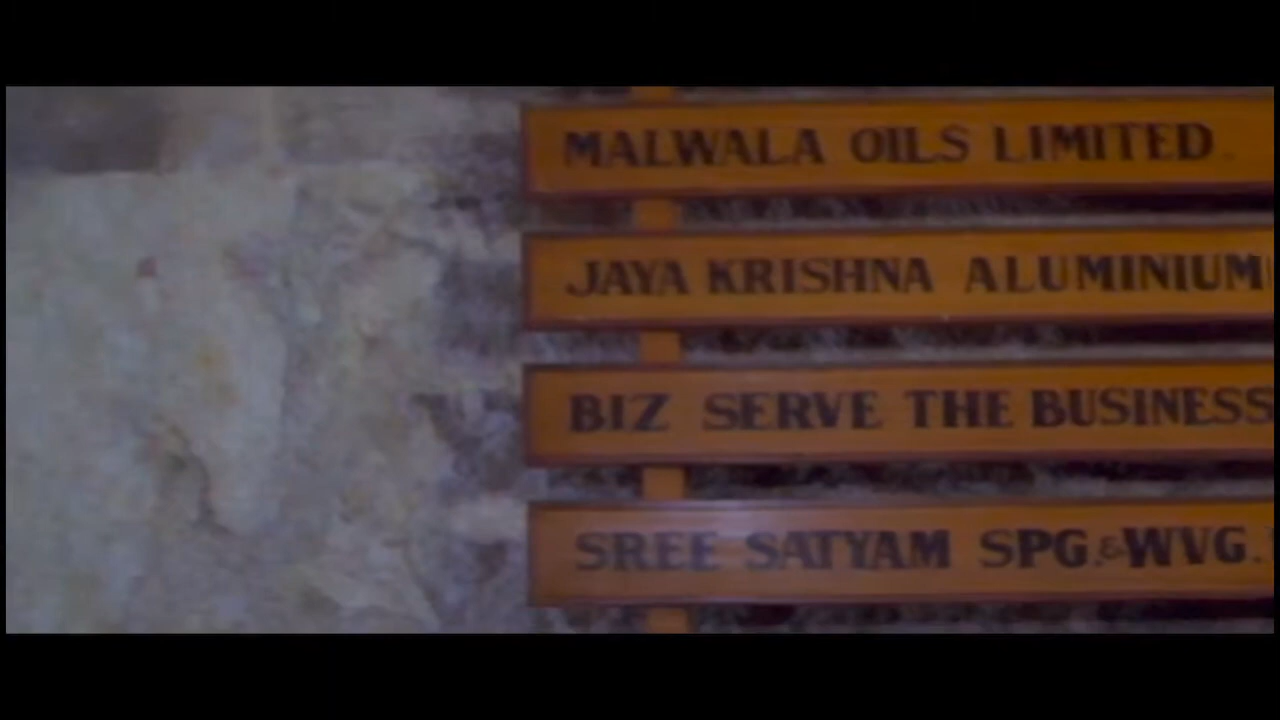 MALWALA OILS LIMITED
JAYA KRISHNA ALUMINIUM
BIZ SERVE THE BUSINESS
SREE SATYAM SPG.&WVG.